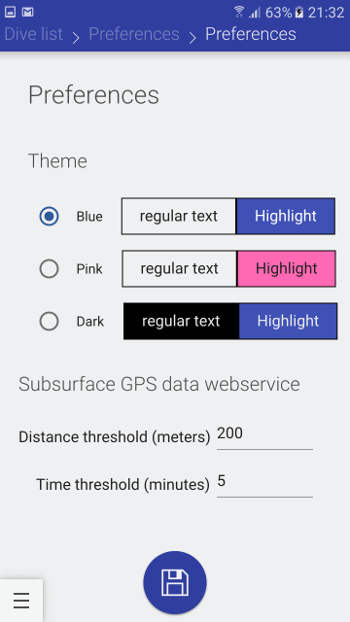 63% 21:32
Dive list > Preferences > Preferences
Preferences
Theme
Blue regular text Highlight
Pink regular text Highlight
Dark regular text Highlight
Subsurface GPS data webservice
Distance threshold (meters) 200
Time threshold (minutes) 5